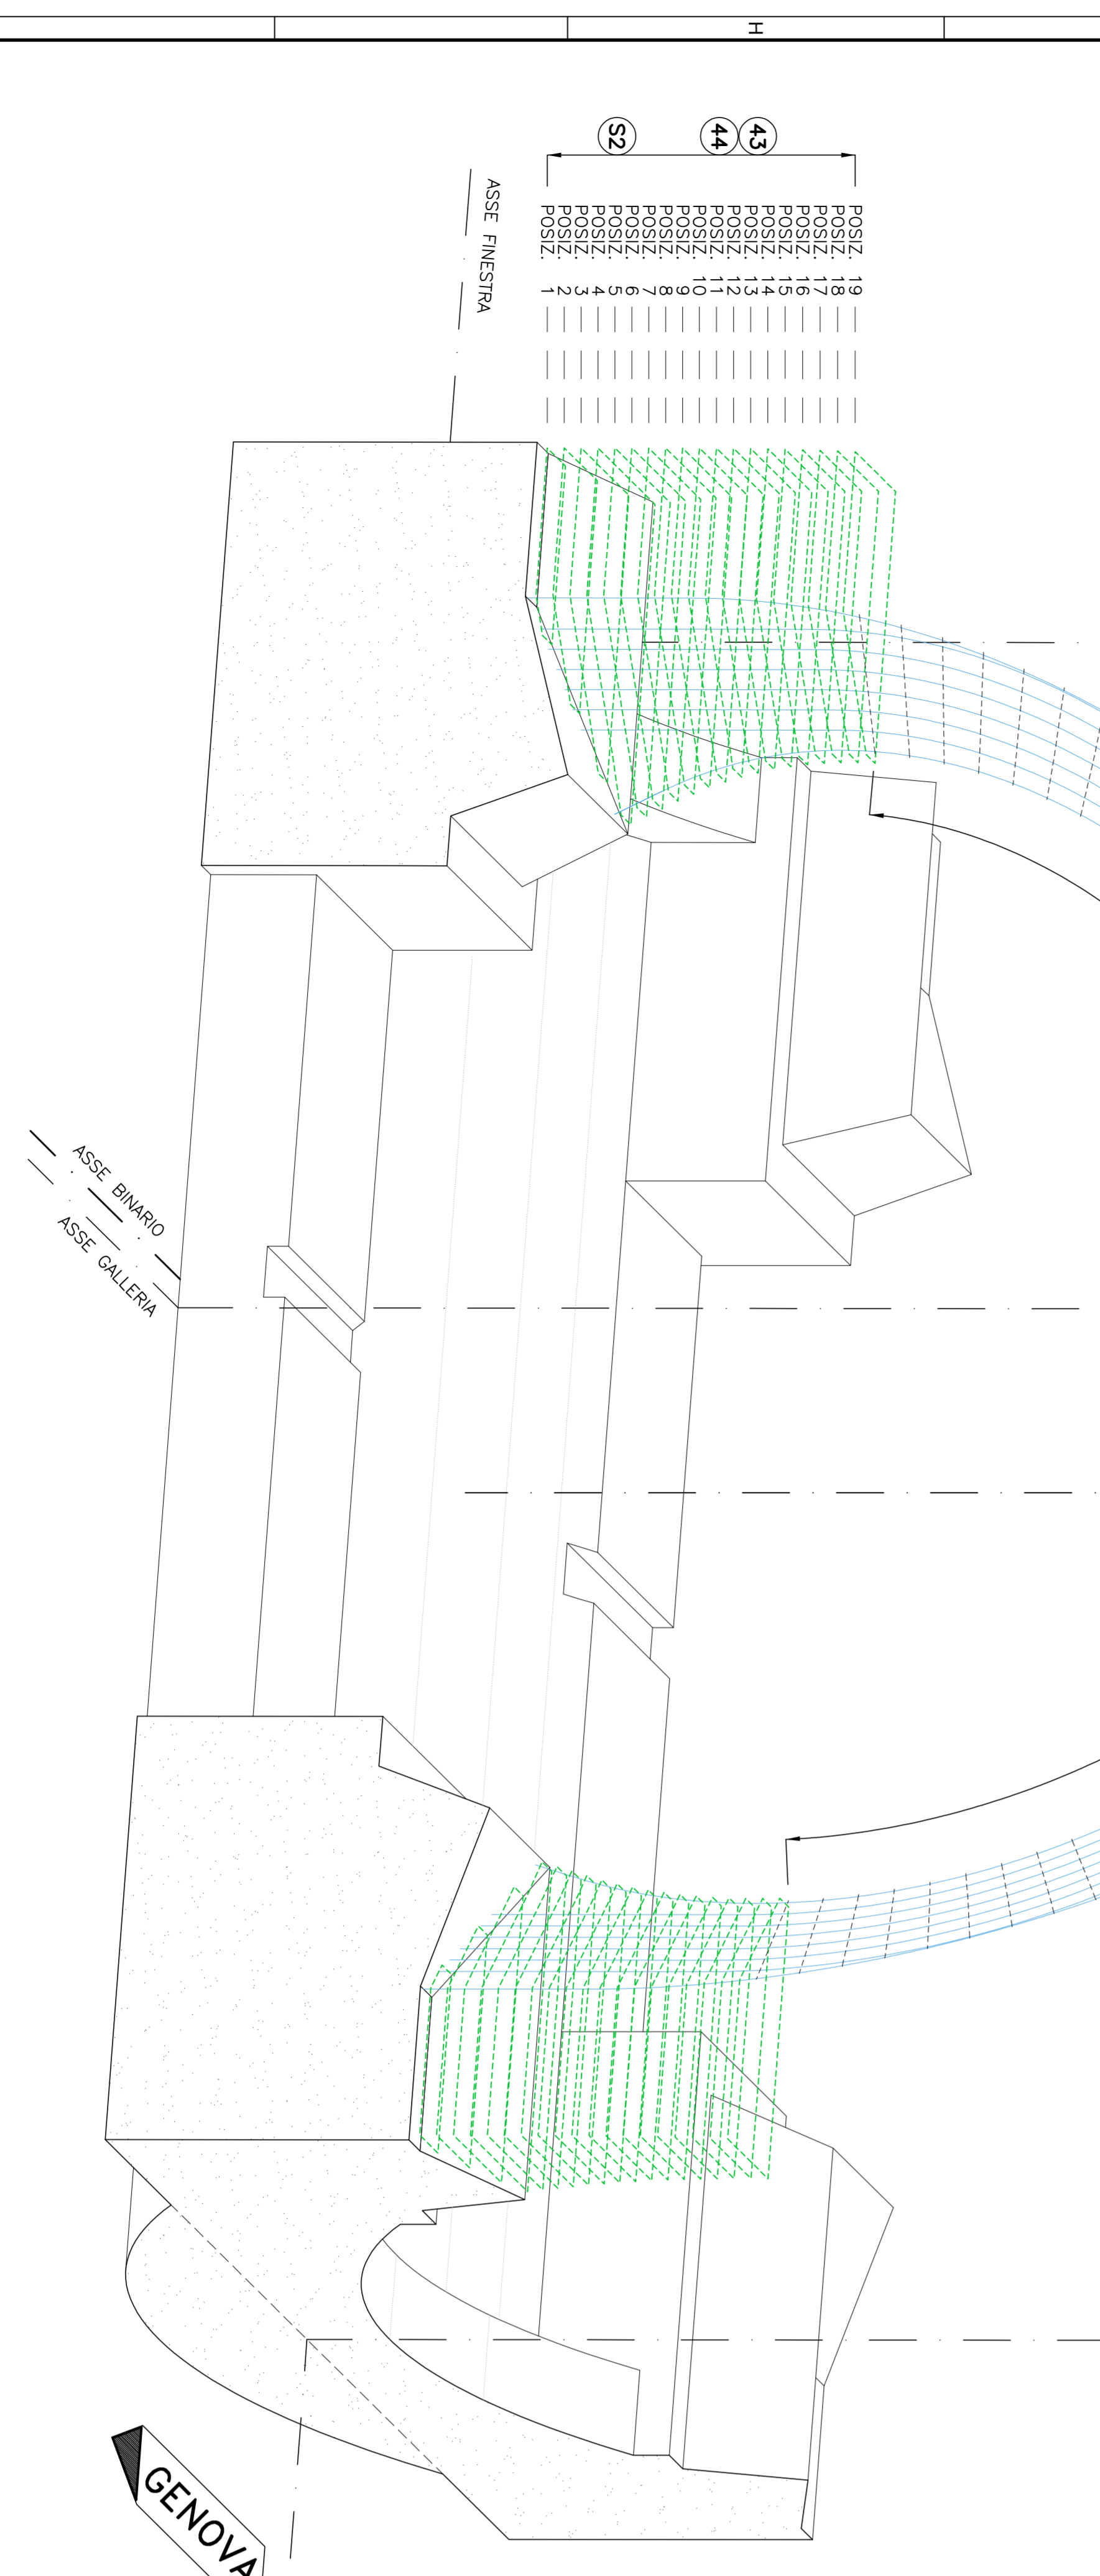 H
S2
44
43
POSIZ. 19
POSIZ. 18
POSIZ. 17
POSIZ. 16
POSIZ. 15
POSIZ. 14
POSIZ. 13
POSIZ. 12
POSIZ. 11
POSIZ. 10
POSIZ. 9
POSIZ. 8
POSIZ. 7
POSIZ. 6
POSIZ. 5
POSIZ. 4
POSIZ. 3
POSIZ. 2
POSIZ. 1
ASSE FINESTRA
ASSE BINARIO
ASSE GALLERIA
GENOVA